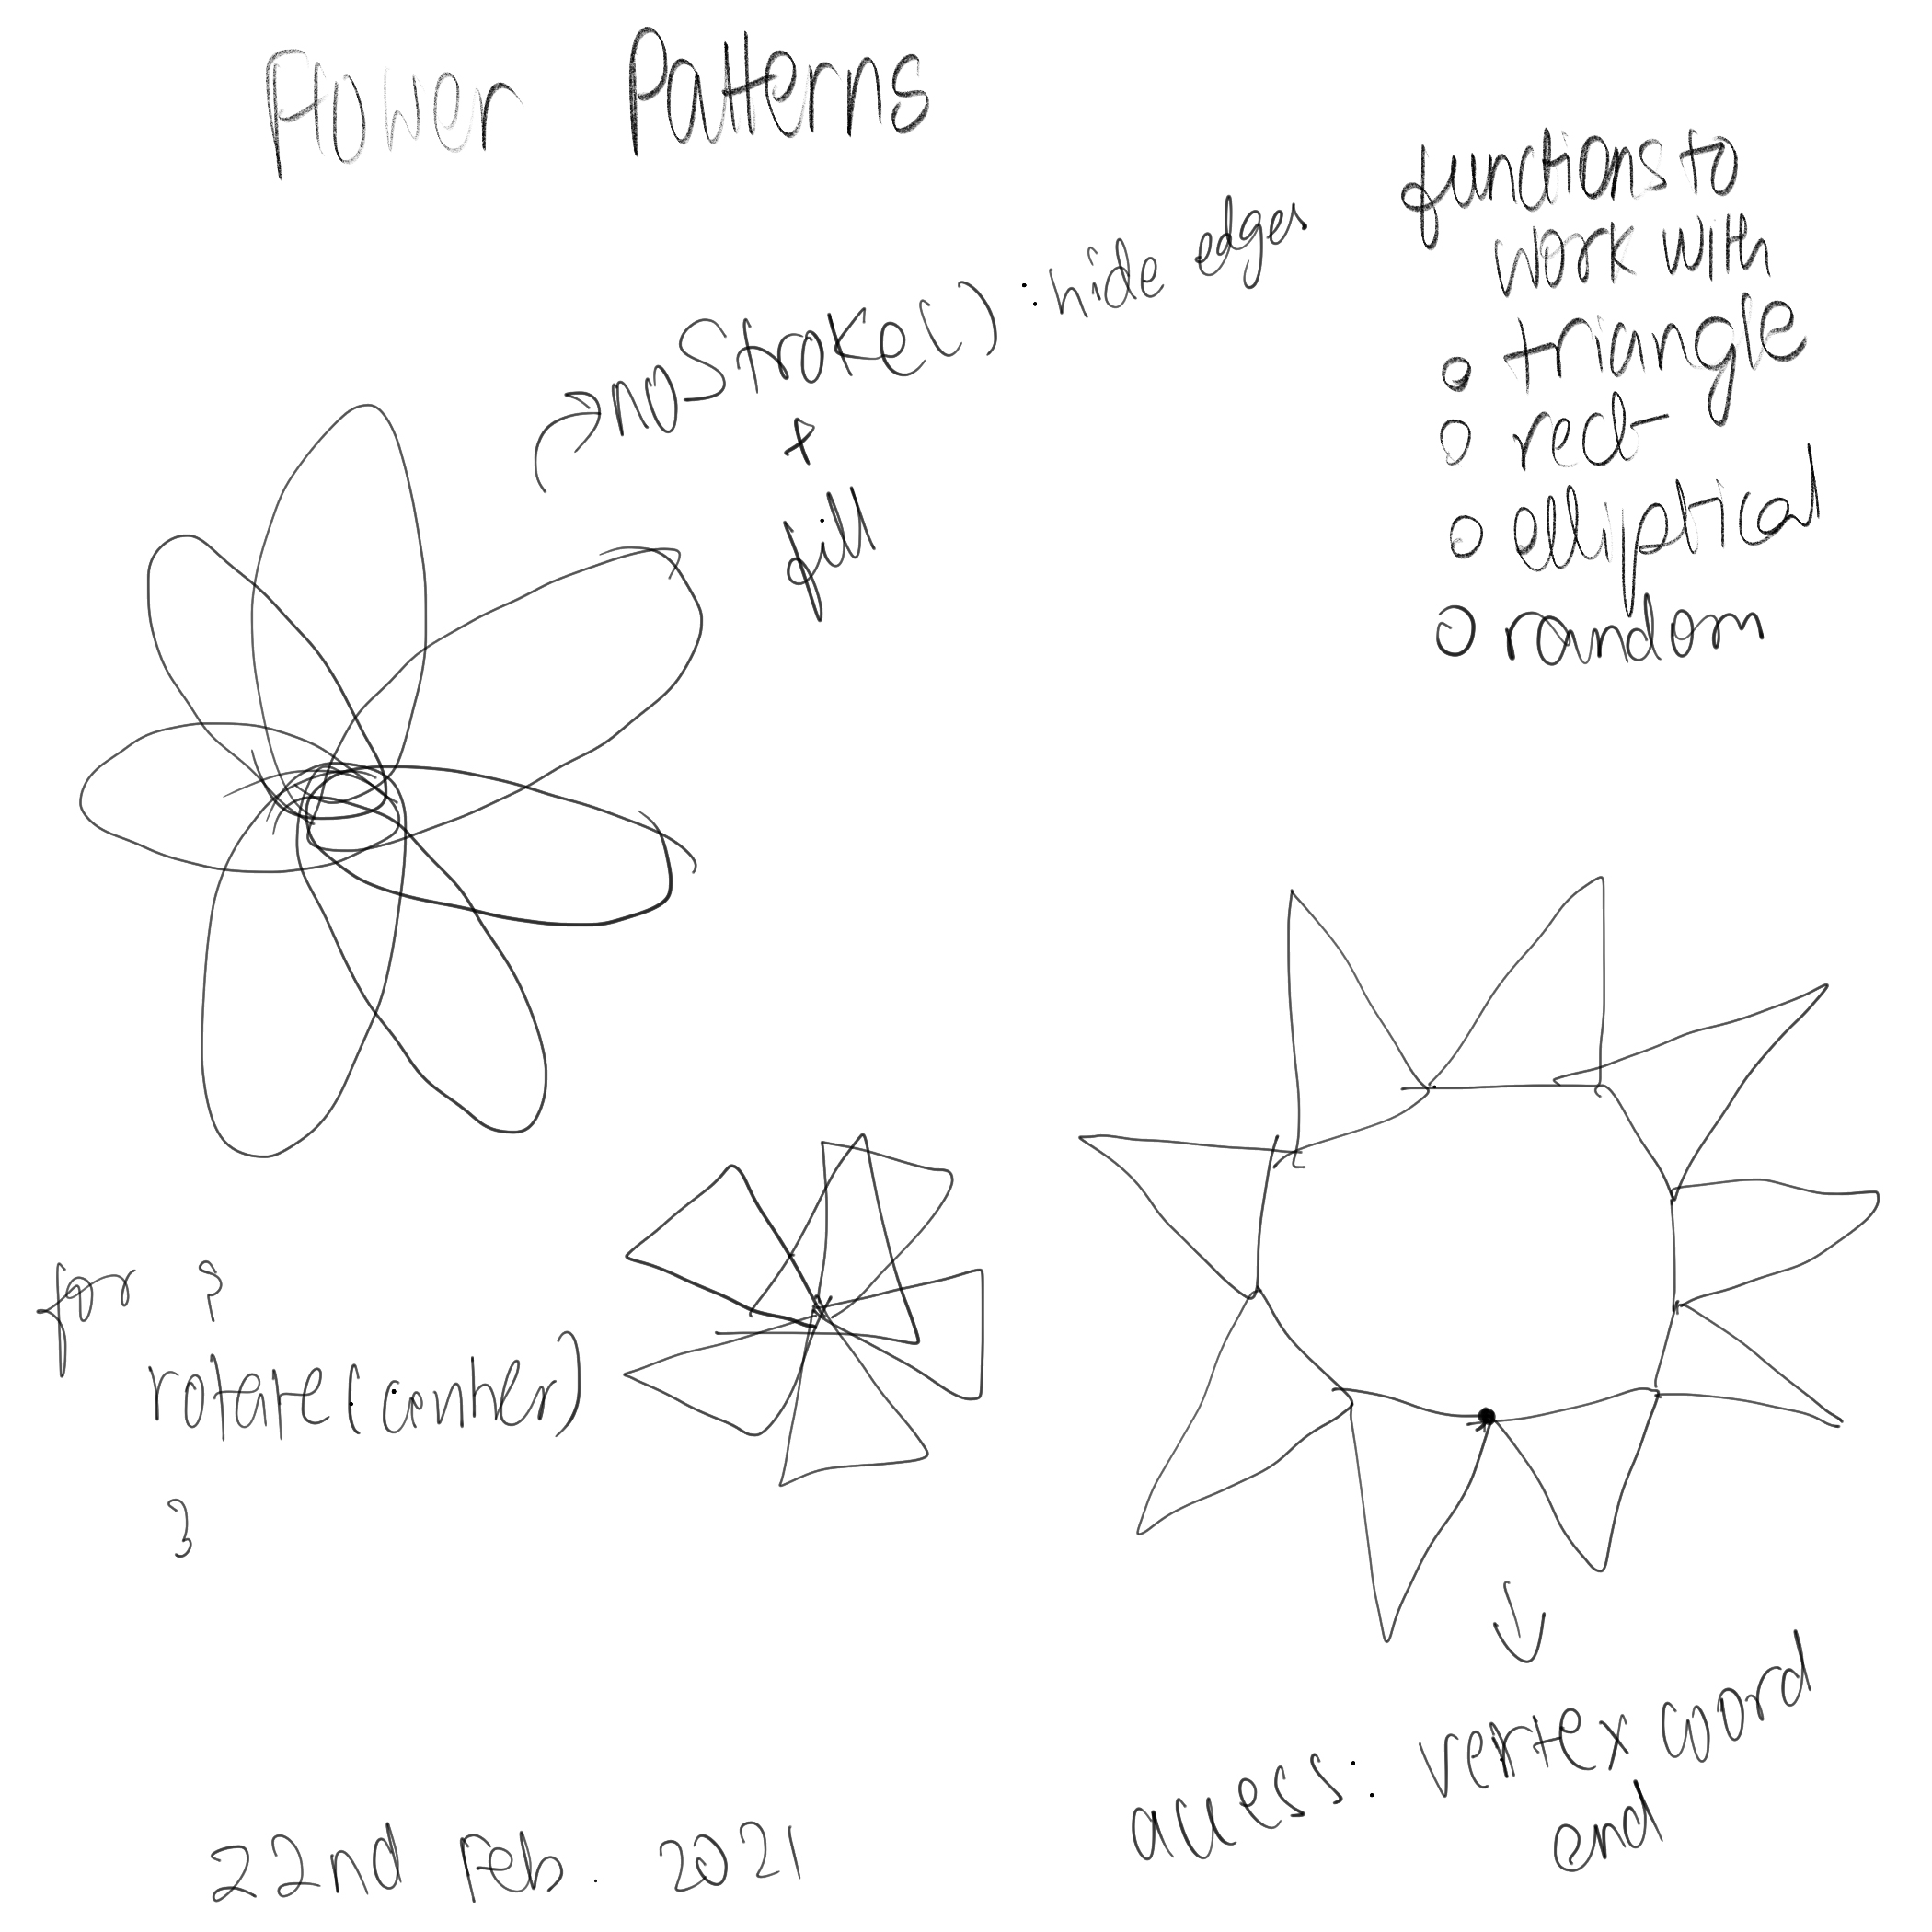 Flower Patterns
noStroke() : hide edges
+
fill
functions to
work with
o triangle
o rect
o elliptical
o random
for {
rotate(center)
}
access: vertex coord
end
22nd Feb. 2021